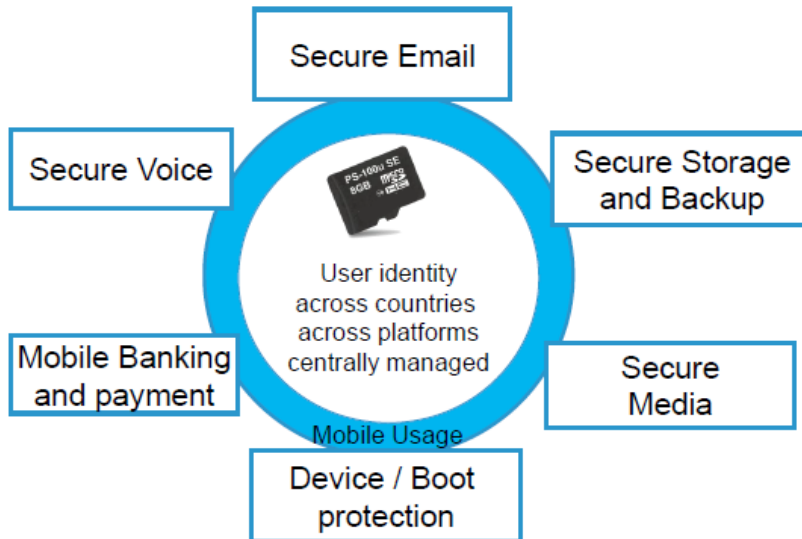 Secure Email
Secure Voice
Secure Storage
and Backup
PS-100u SE
8GB
micro
User identity
across countries
across platforms
centrally managed
Mobile Banking
and payment
Secure
Media
Mobile Usage
Device / Boot
protection